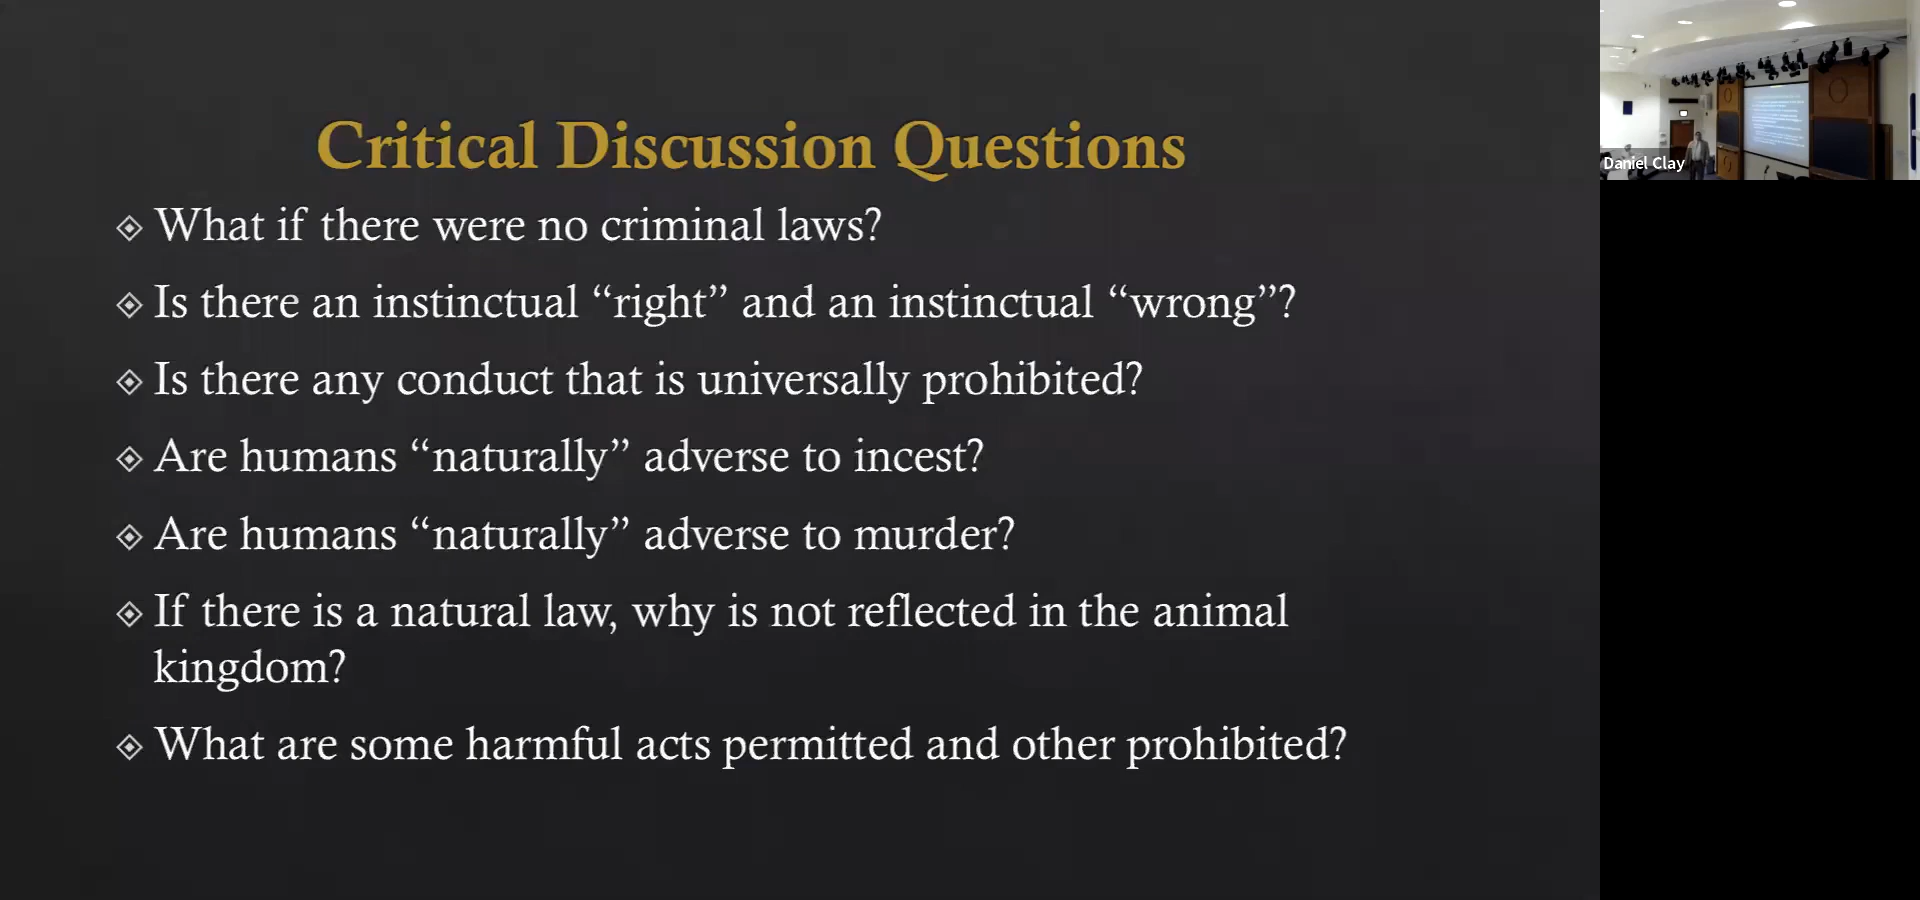 Critical Discussion Questions
What if there were no criminal laws?
Is there an instinctual “right” and an instinctual “wrong”?
Is there any conduct that is universally prohibited?
Are humans “naturally” adverse to incest?
Are humans “naturally” adverse to murder?
If there is a natural law, why is not reflected in the animal
kingdom?
What are some harmful acts permitted and other prohibited?
Daniel Clay